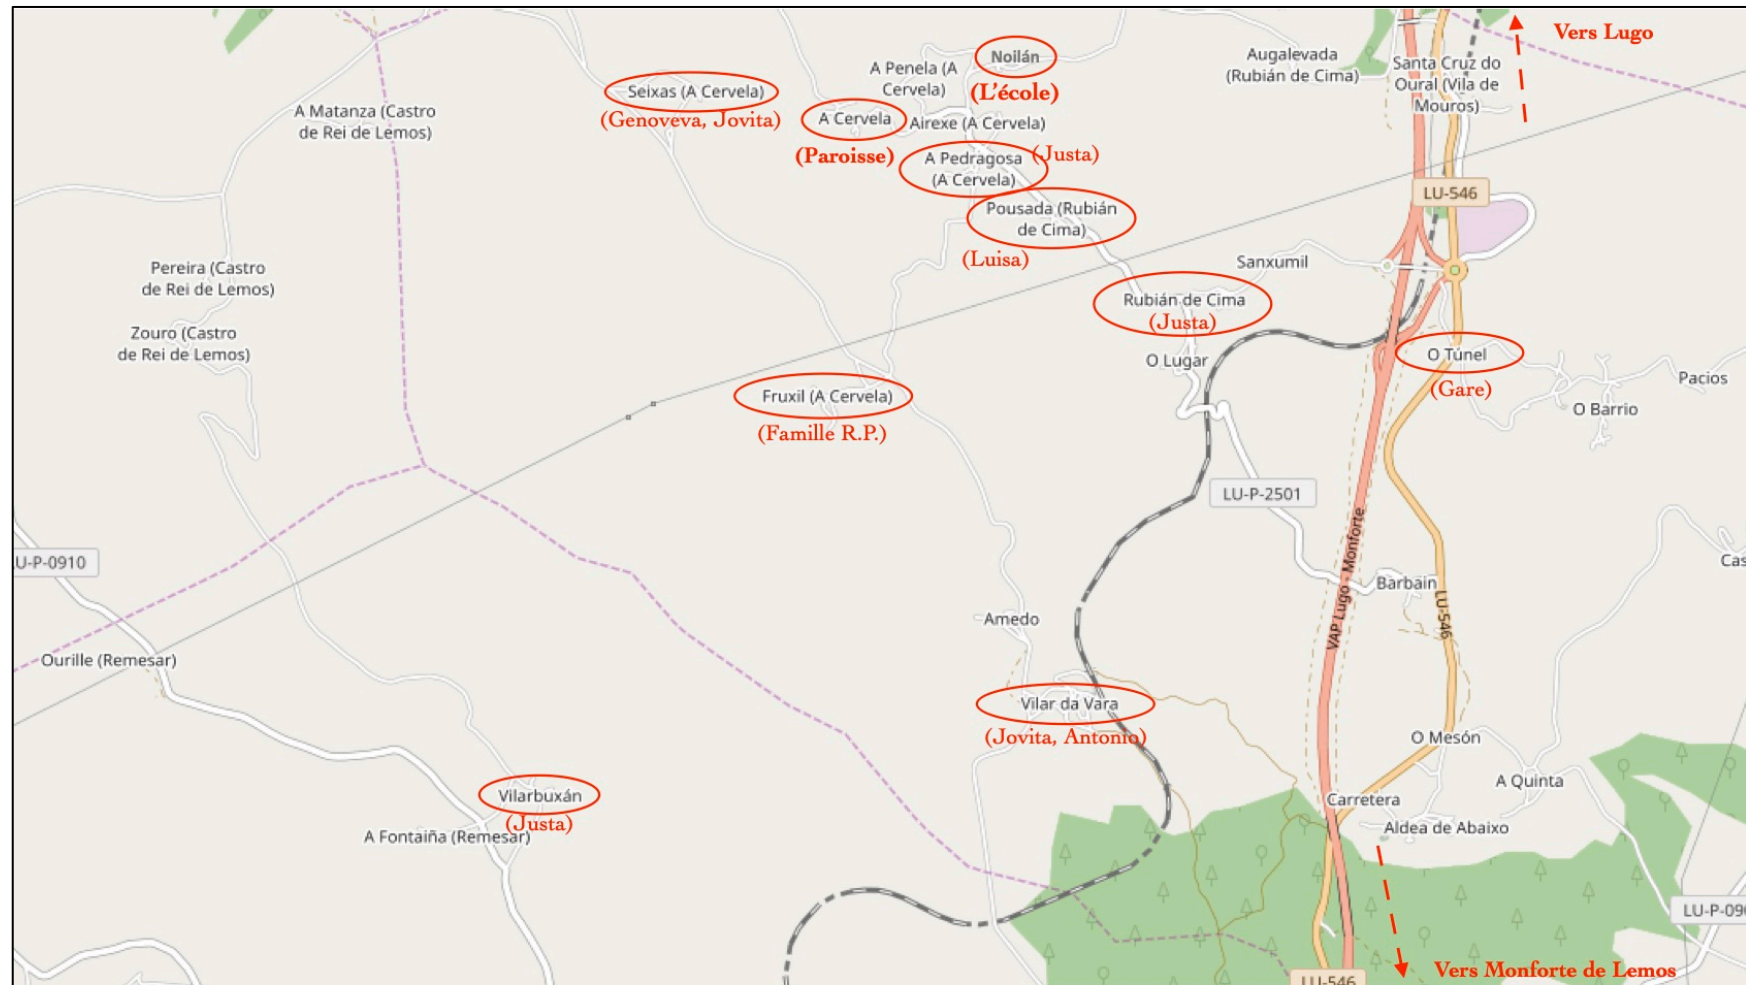 Vers Lugo
Noilán
(L'école)
Augalevada
(Rubián de Cima)
Santa Cruz do
Oural (Vila de
Mouros)
A Penela (A
Cervela)
Seixas (A Cervela)
(Genoveva, Jovita)
A Matanza (Castro
de Rei de Lemos)
A Cervela
(Paroisse)
Airexe (A Cervela)
A Pedragosa
(A Cervela)
(Justa)
LU-546
Pousada (Rubián
de Cima)
(Luisa)
Sanxumil
Pereira (Castro
de Rei de Lemos)
Rubián de Cima
(Justa)
Zouro (Castro
de Rei de Lemos)
O Lugar
O Túnel
(Gare)
Pacios
O Barrio
Fruxil (A Cervela)
(Famille R.P.)
LU-P-2501
VAP Lugo - Monforte
U-P-0910
Cas
Barbain
LU-546
Amedo
Ourille (Remesar)
Vilar da Vara
(Jovita, Antonio)
O Mesón
A Quinta
Vilarbuxán
(Justa)
A Fontaiña (Remesar)
Carretera
Aldea de Abaixo
LU-P-090
Vers Monforte de Lemos
LU-546